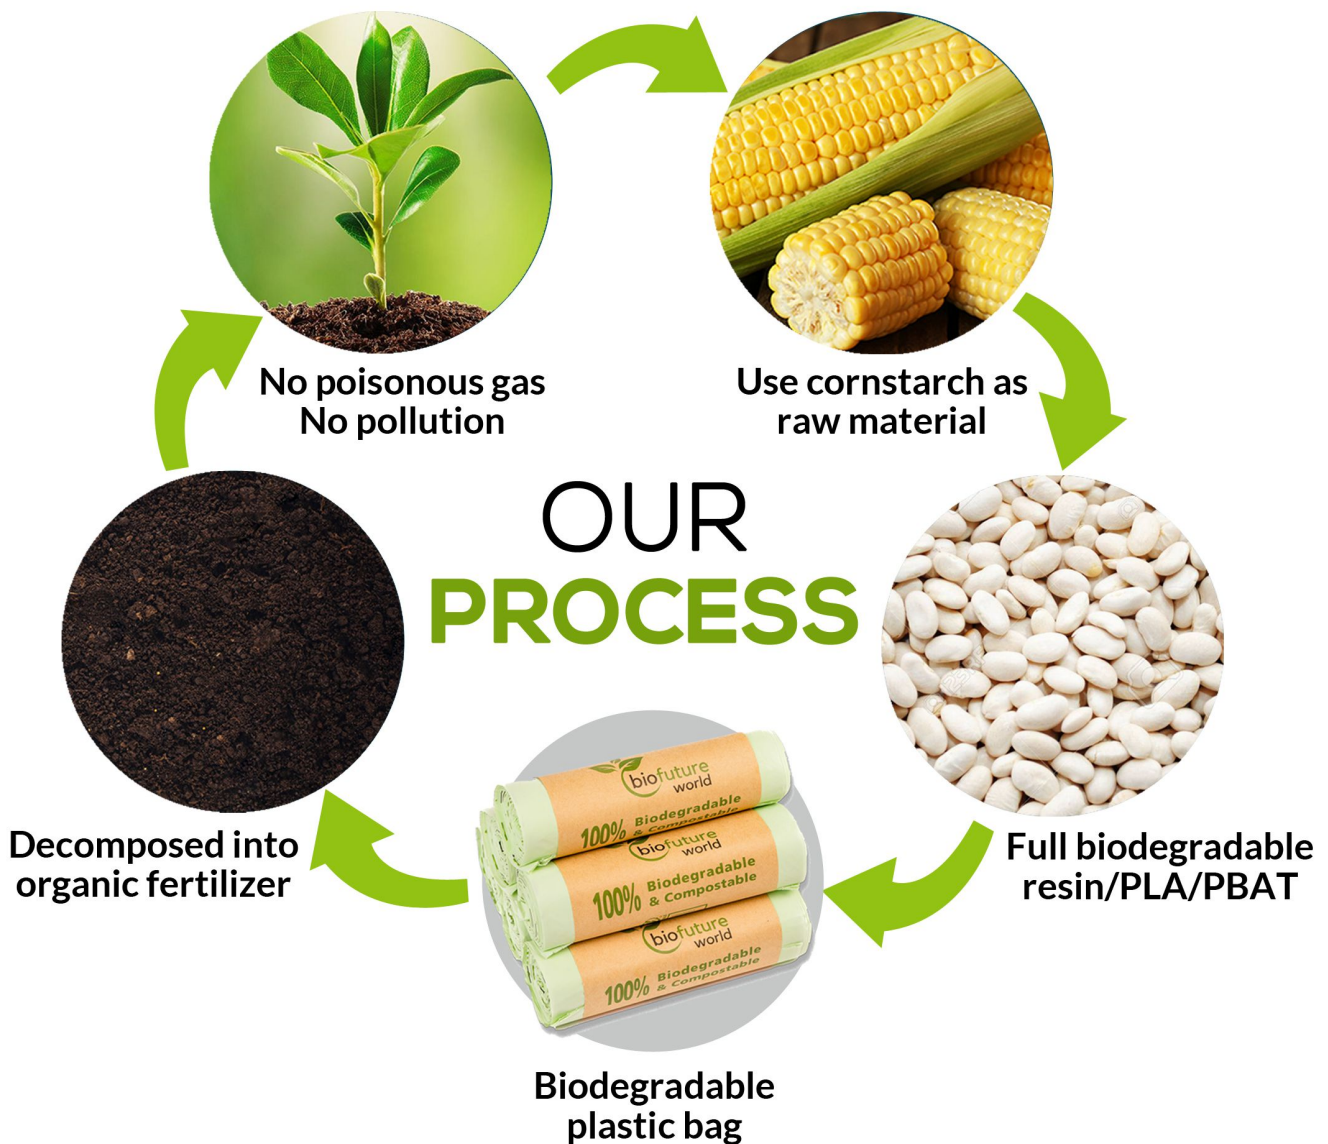 No poisonous gas
No pollution
Use cornstarch as
raw material
OUR
PROCESS
Full biodegradable
resin/PLA/PBAT
biofuture
world
100% Biodegradable
& Compostable
biofuture
world
100% Biodegradable
& Compostable
biofuture
world
100% Biodegradable
& Compostable
Decomposed into
organic fertilizer
Biodegradable
plastic bag